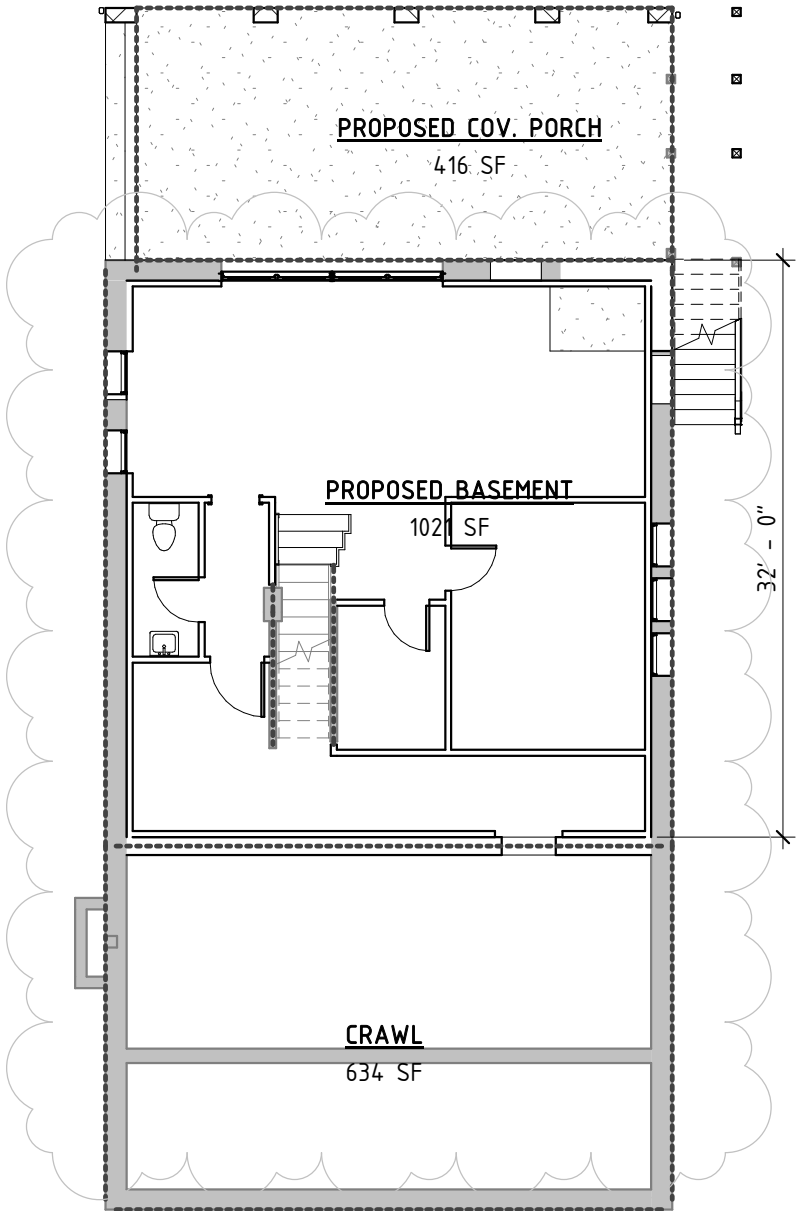 PROPOSED COV. PORCH
416 SF
PROPOSED BASEMENT
1021 SF
32' - 0"
CRAWL
634 SF